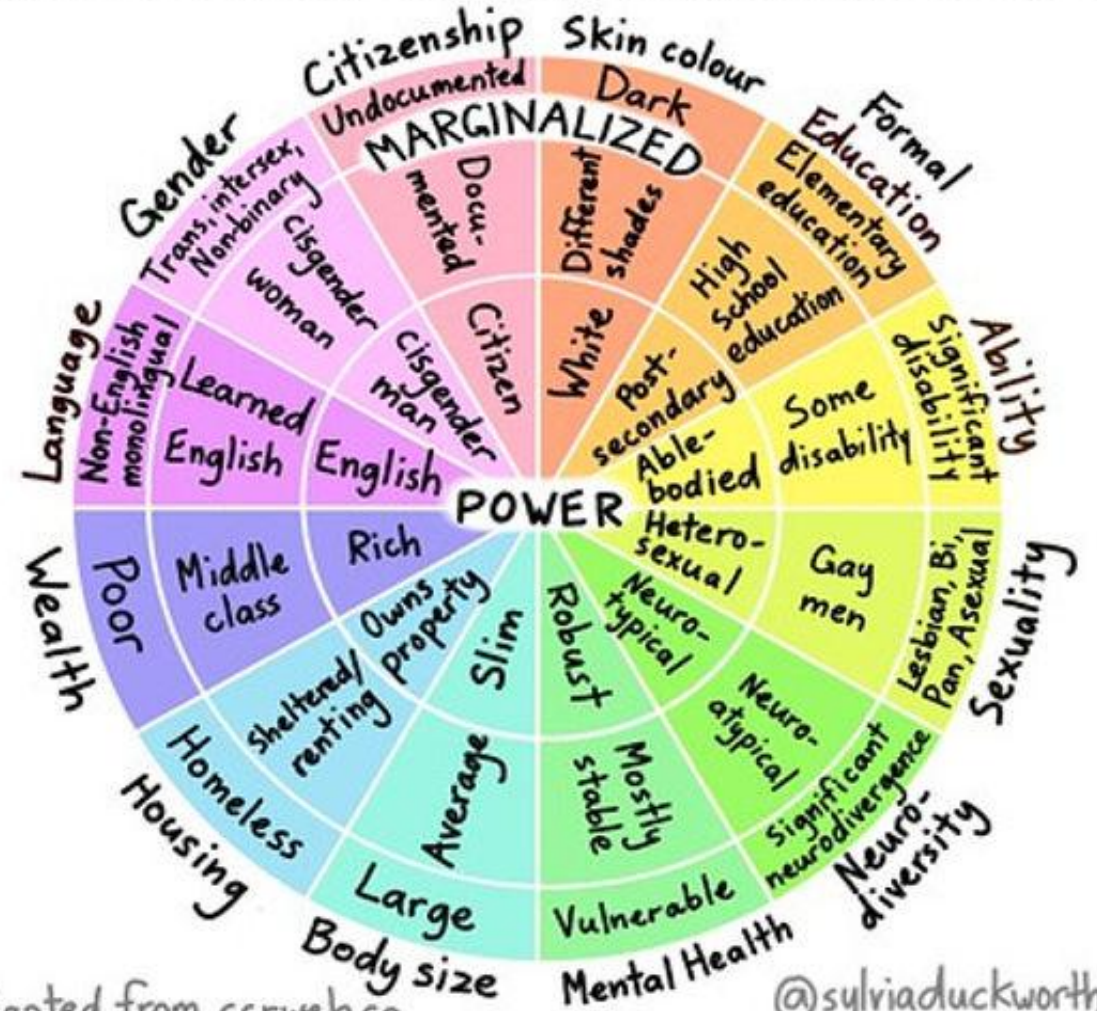 Citizenship
Undocumented
Docu-
mented
Citizen
Skin colour
Dark
Different
shades
White
Formal
Education
Elementary
education
High
school
education
Post-
secondary
Ability
Significant
disability
Some
disability
Able-
bodied
Sexuality
Lesbian, Bi,
Pan, Asexual
Gay
men
Hetero-
sexual
Neuro-
diversity
Significant
neurodivergence
Neuro-
atypical
Neuro-
typical
Mental Health
Vulnerable
Mostly
stable
Robust
Body size
Large
Average
Slim
Housing
Homeless
Sheltered/
renting
Owns
property
Wealth
Poor
Middle
class
Rich
Language
Non-English
monolingual
Learned
English
English
Gender
Trans, intersex,
Non-binary
cisgender
woman
cisgender
man
MARGINALIZED
POWER
@sylviaduckworth